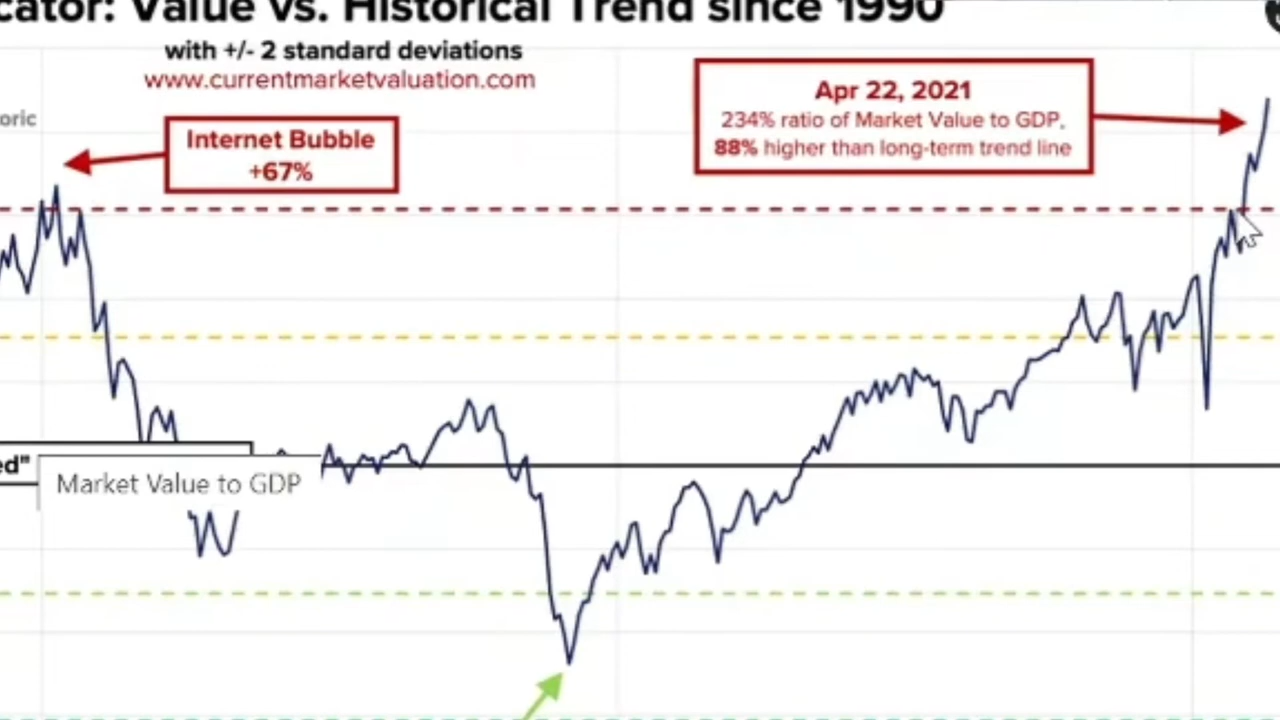 cator: Value vs. Historical Trend since 1990
with +/- 2 standard deviations
www.currentmarketvaluation.com
oric
Internet Bubble
+67%
Apr 22, 2021
234% ratio of Market Value to GDP,
88% higher than long-term trend line
ed"
Market Value to GDP